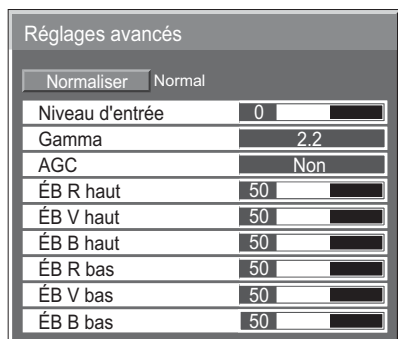 Réglages avancés
Normaliser Normal
Niveau d'entrée 0
Gamma 2.2
AGC Non
ÉB R haut 50
ÉB V haut 50
ÉB B haut 50
ÉB R bas 50
ÉB V bas 50
ÉB B bas 50